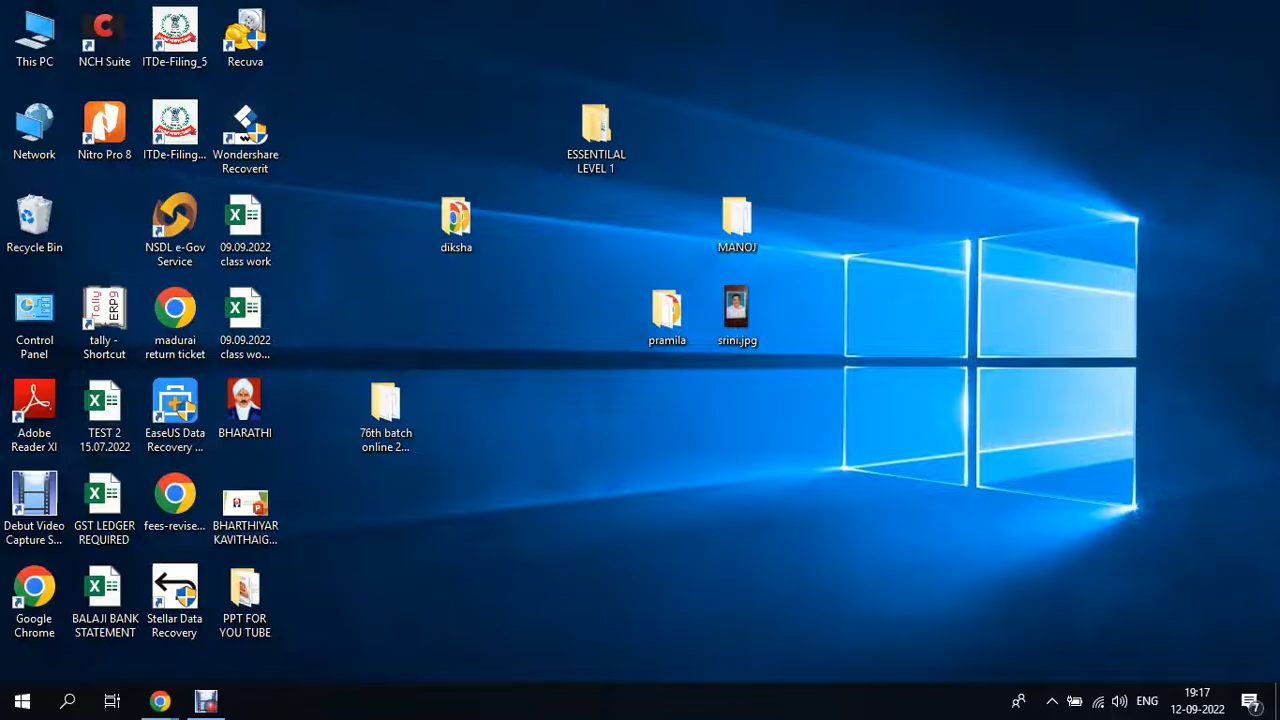 This PC
NCH Suite
ITDe-Filing_5
Recuva
Network
Nitro Pro 8
ITDe-Filing...
Wondershare
Recoverit
ESSENTILAL
LEVEL 1
Recycle Bin
NSDL e-Gov
Service
09.09.2022
class work
diksha
MANOJ
Control
Panel
Tally
ERP9
tally -
Shortcut
madurai
return ticket
09.09.2022
class wo...
pramila
srini.jpg
Adobe
Reader XI
TEST 2
15.07.2022
EaseUS Data
Recovery ...
BHARATHI
76th batch
online 2...
Debut Video
Capture S...
GST LEDGER
REQUIRED
fees-revise...
BHARTHIYAR
KAVITHAIG...
Google
Chrome
BALAJI BANK
STATEMENT
Stellar Data
Recovery
PPT FOR
YOU TUBE
ENG
19:17
12-09-2022
7